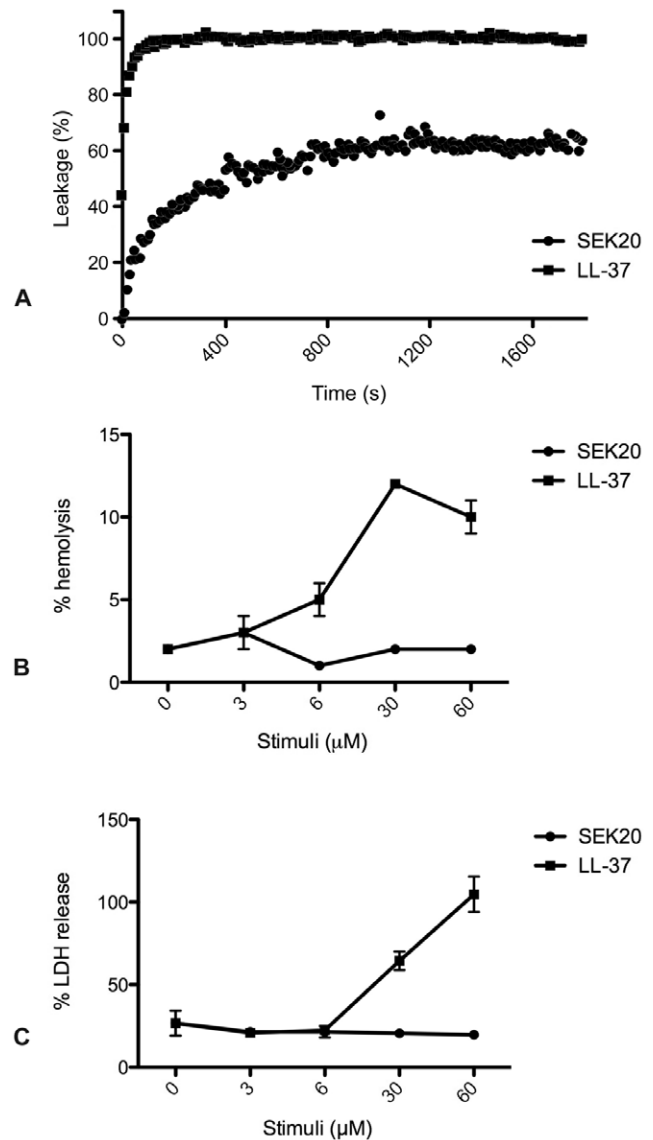 100
80
60
40
20
0
Leakage (%)
SEK20
LL-37
A
0
400
800
1200
1600
Time (s)
15
10
5
0
% hemolysis
SEK20
LL-37
B
0
3
6
30
60
Stimuli (μM)
150
100
50
0
% LDH release
SEK20
LL-37
C
0
3
6
30
60
Stimuli (μM)